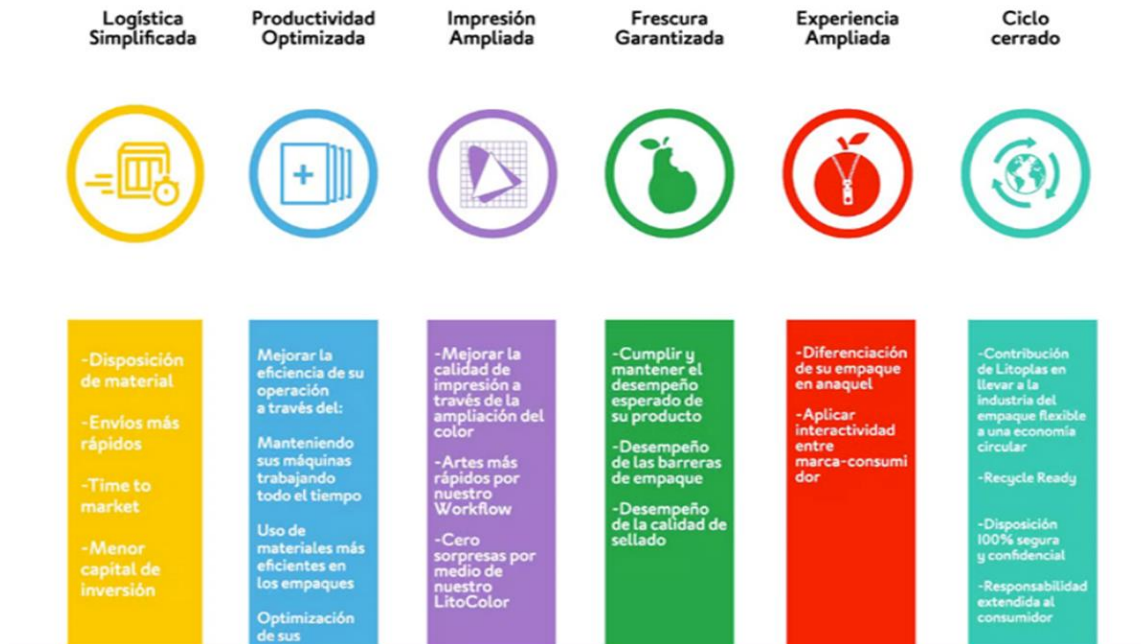 Logística
Simplificada
Productividad
Optimizada
Impresión
Ampliada
Frescura
Garantizada
Experiencia
Ampliada
Ciclo
cerrado
-Disposición
de material
-Envíos más
rápidos
-Time to
market
-Menor
capital de
inversión
Mejorar la
eficiencia de su
operación
a través del:
Manteniendo
sus máquinas
trabajando
todo el tiempo
Uso de
materiales más
eficientes en
los empaques
Optimización
de sus
-Mejorar la
calidad de
impresión a
través de la
ampliación del
color
-Artes más
rápidos por
nuestro
Workflow
-Cero
sorpresas por
medio de
nuestro
LitoColor
-Cumplir y
mantener el
desempeño
esperado de
su producto
-Desempeño
de las barreras
de empaque
-Desempeño
de la calidad de
sellado
-Diferenciación
de su empaque
en anaquel
-Aplicar
interactividad
entre
marca-consumi
dor
-Contribución
de Litoplas en
llevar a la
industria del
empaque flexible
a una economía
circular
-Recycle Ready
-Disposición
100% segura
y confidencial
-Responsabilidad
extendida al
consumidor